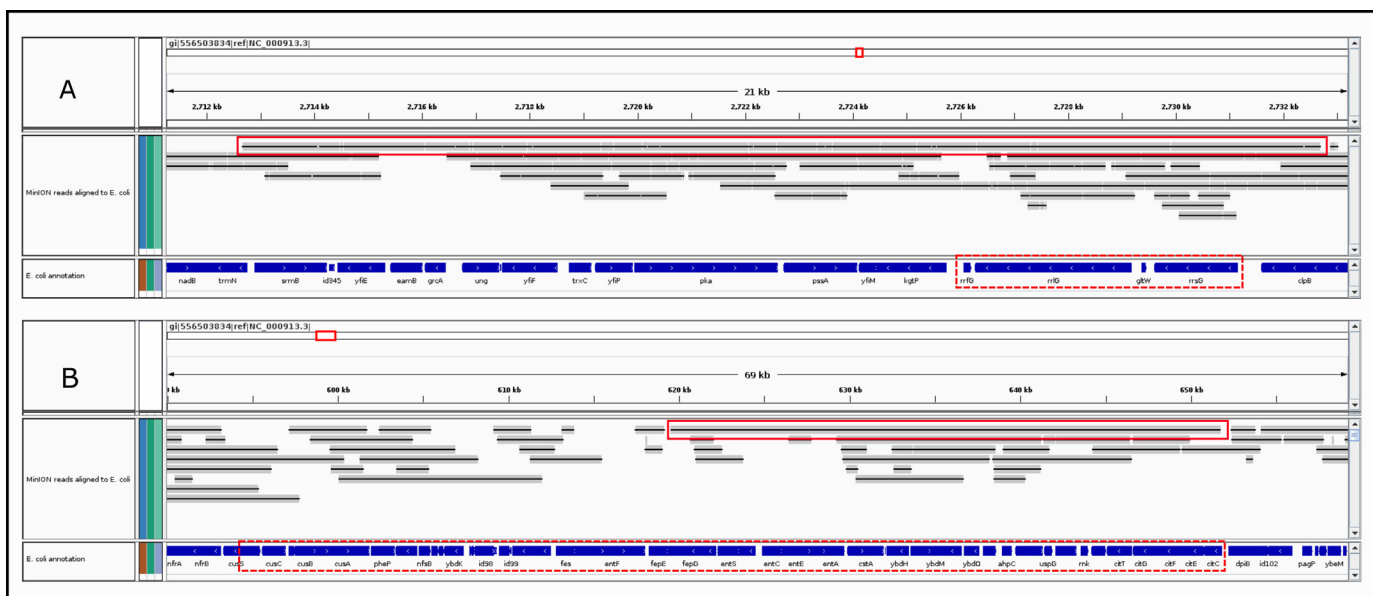 gi|556503834|ref|NC_000913.3|
A
21 kb
2,712 kb 2,714 kb 2,716 kb 2,718 kb 2,720 kb 2,722 kb 2,724 kb 2,726 kb 2,728 kb 2,730 kb 2,732 kb
MinION reads aligned to E. coli
E. coli annotation
nadB trmN srmB id345 yfiE eamB grcA ung yfiF trxC yfiP pka pssA yfiM kgtP rrfG rrlG gltW rrsG clpB
gi|556503834|ref|NC_000913.3|
B
69 kb
kb 600 kb 610 kb 620 kb 630 kb 640 kb 650 kb
MinION reads aligned to E. coli
E. coli annotation
nfrA nfrB cusS cusC cusB cusA pheP nfsB ybdK id98 id99 fes entF fepE fepG entS entC entE entA cstA ybdH ybdM ybdQ ahpC uspG rnk citT citG citF citE citC dpiB id102 pagP ybeM